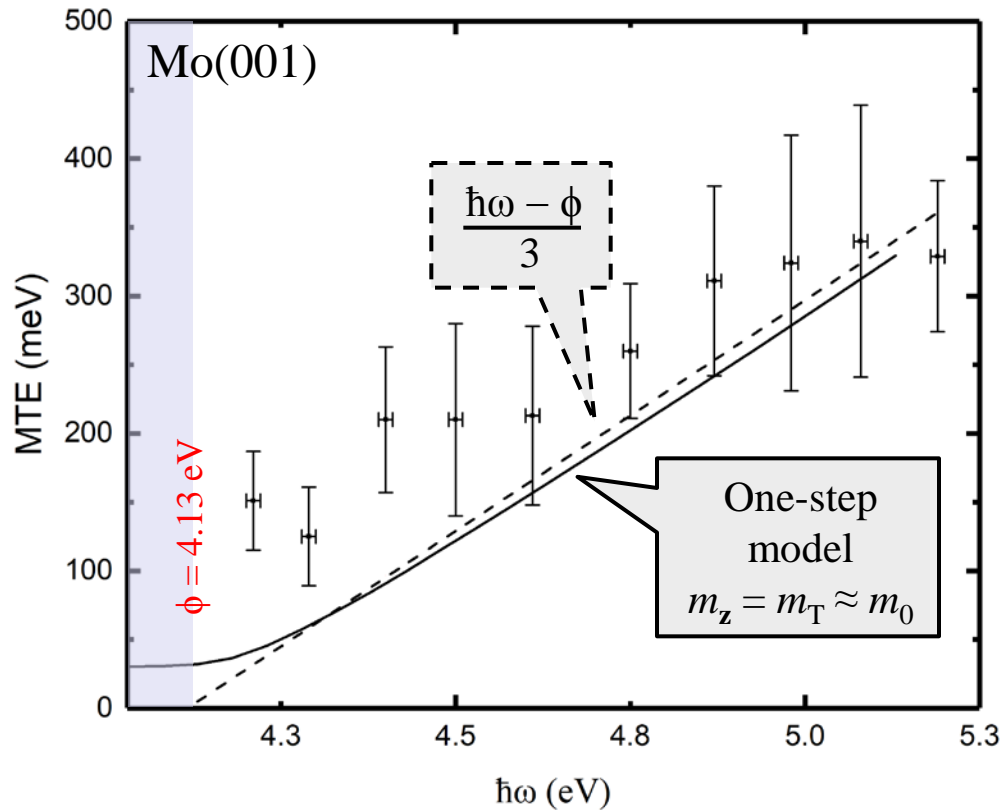 500
Mo(001)
400
ħω − ϕ
3
300
MTE (meV)
200
ϕ = 4.13 eV
One-step
model
m_z = m_T ≈ m_0
100
0
4.3
4.5
4.8
5.0
5.3
ħω (eV)